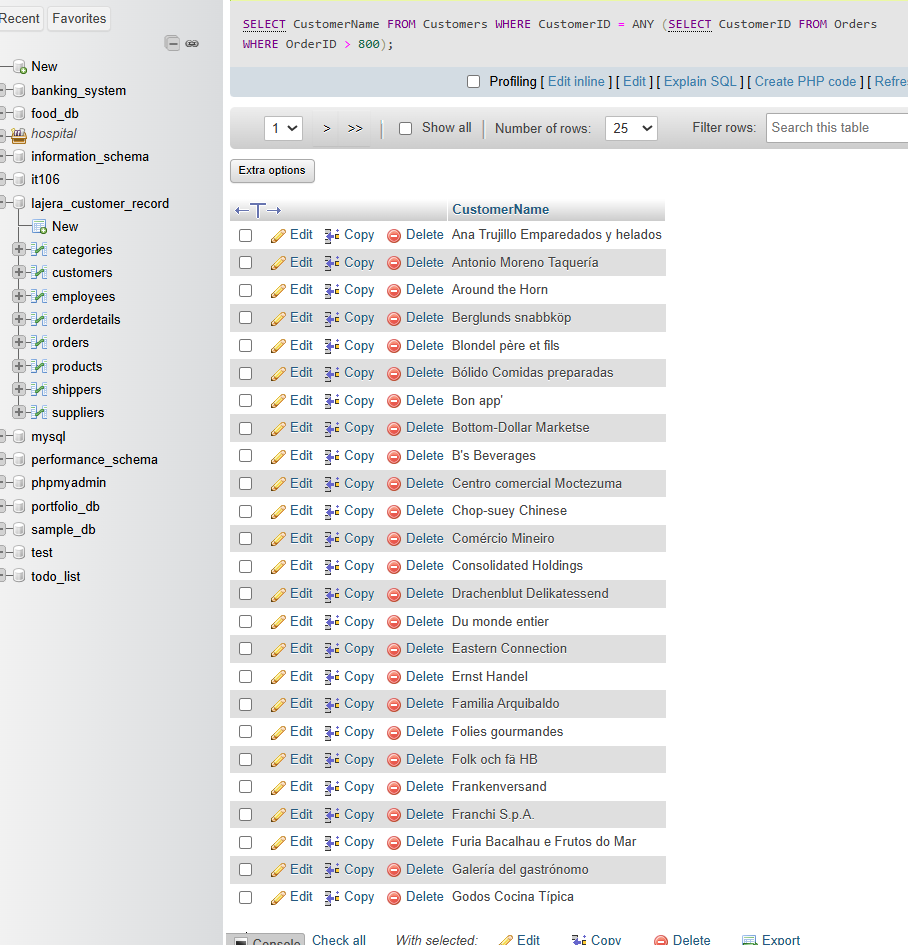 Recent Favorites
New
banking_system
food_db
hospital
information_schema
it106
lajera_customer_record
New
categories
customers
employees
orderdetails
orders
products
shippers
suppliers
mysql
performance_schema
phpmyadmin
portfolio_db
sample_db
test
todo_list
SELECT CustomerName FROM Customers WHERE CustomerID = ANY (SELECT CustomerID FROM Orders
WHERE OrderID > 800);
Profiling [ Edit inline ] [ Edit ] [ Explain SQL ] [ Create PHP code ] [ Refre
1 > >> Show all Number of rows: 25 Filter rows: Search this table
Extra options
←T→ CustomerName
Edit Copy Delete Ana Trujillo Emparedados y helados
Edit Copy Delete Antonio Moreno Taquería
Edit Copy Delete Around the Horn
Edit Copy Delete Berglunds snabbköp
Edit Copy Delete Blondel père et fils
Edit Copy Delete Bólido Comidas preparadas
Edit Copy Delete Bon app'
Edit Copy Delete Bottom-Dollar Marketse
Edit Copy Delete B's Beverages
Edit Copy Delete Centro comercial Moctezuma
Edit Copy Delete Chop-suey Chinese
Edit Copy Delete Comércio Mineiro
Edit Copy Delete Consolidated Holdings
Edit Copy Delete Drachenblut Delikatessend
Edit Copy Delete Du monde entier
Edit Copy Delete Eastern Connection
Edit Copy Delete Ernst Handel
Edit Copy Delete Familia Arquibaldo
Edit Copy Delete Folies gourmandes
Edit Copy Delete Folk och fä HB
Edit Copy Delete Frankenversand
Edit Copy Delete Franchi S.p.A.
Edit Copy Delete Furia Bacalhau e Frutos do Mar
Edit Copy Delete Galería del gastrónomo
Edit Copy Delete Godos Cocina Típica
Console Check all With selected: Edit Copy Delete Export